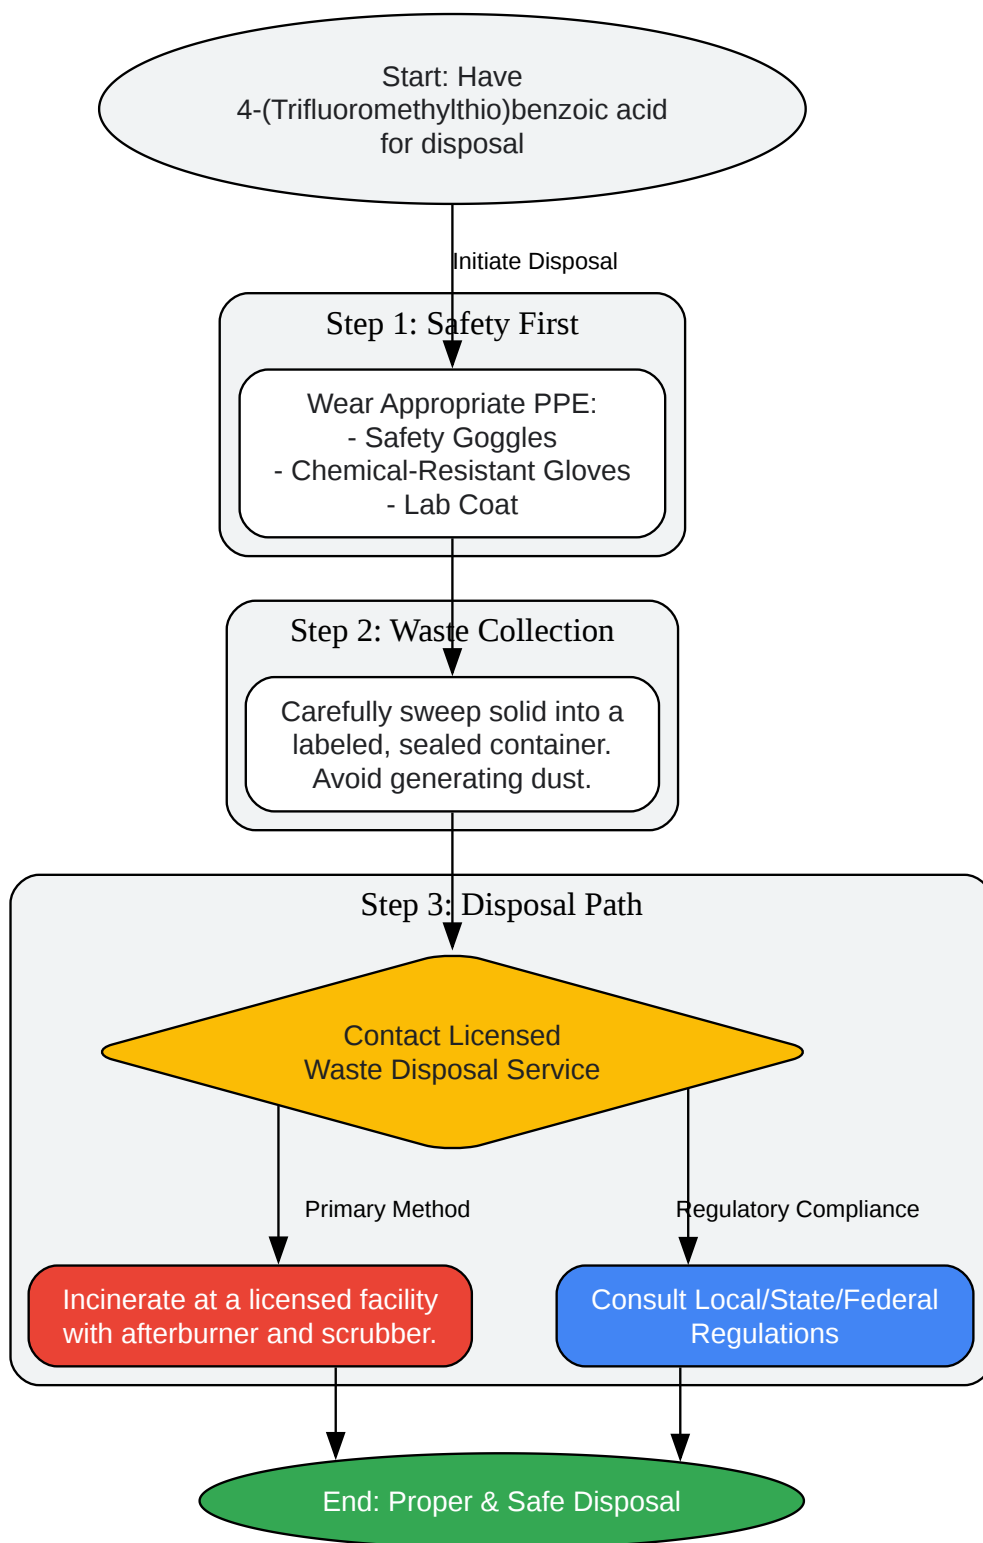 Start: Have
4-(Trifluoromethylthio)benzoic acid
for disposal
Initiate Disposal
Step 1: Safety First
Wear Appropriate PPE:
- Safety Goggles
- Chemical-Resistant Gloves
- Lab Coat
Step 2: Waste Collection
Carefully sweep solid into a
labeled, sealed container.
Avoid generating dust.
Step 3: Disposal Path
Contact Licensed
Waste Disposal Service
Primary Method
Regulatory Compliance
Incinerate at a licensed facility
with afterburner and scrubber.
Consult Local/State/Federal
Regulations
End: Proper & Safe Disposal